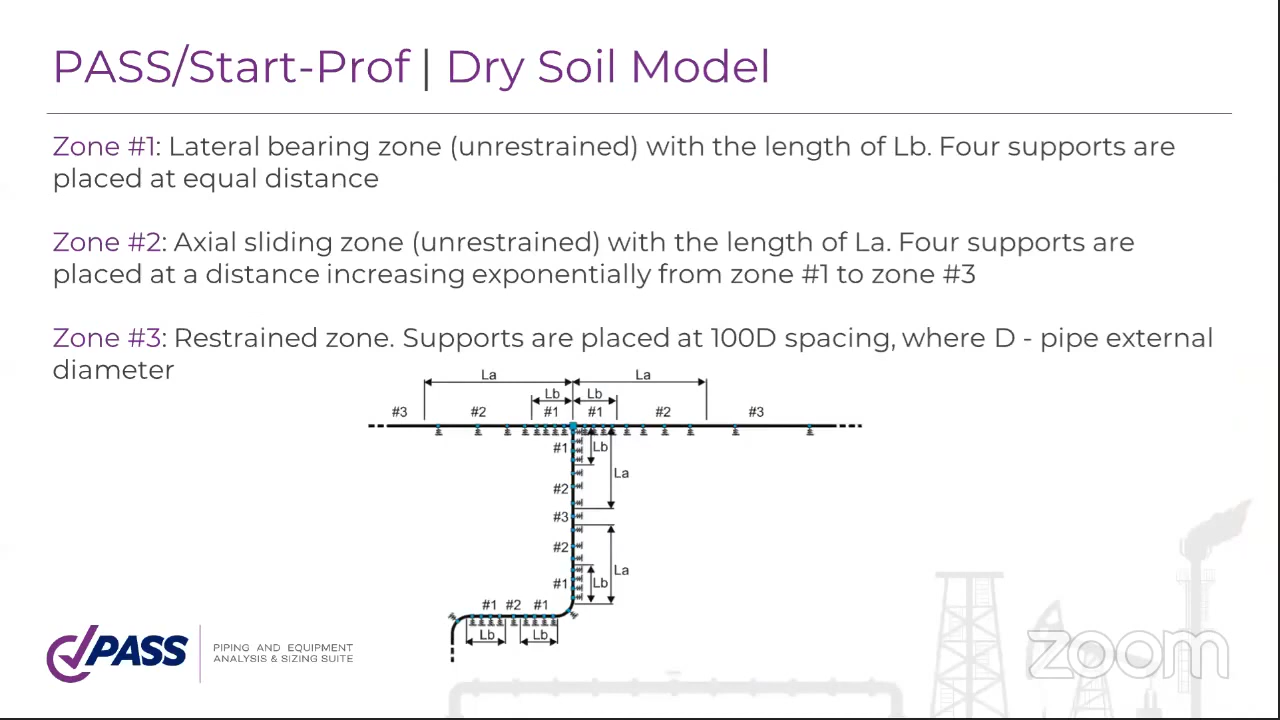 PASS/Start-Prof | Dry Soil Model
Zone #1: Lateral bearing zone (unrestrained) with the length of Lb. Four supports are
placed at equal distance
Zone #2: Axial sliding zone (unrestrained) with the length of La. Four supports are
placed at a distance increasing exponentially from zone #1 to zone #3
Zone #3: Restrained zone. Supports are placed at 100D spacing, where D - pipe external
diameter
La La
Lb Lb
#3 #2 #1 #1 #2 #3
#1 Lb
La
#2
#3
#2
La
#1 Lb
#1 #2 #1
Lb Lb
PASS
PIPING AND EQUIPMENT
ANALYSIS & SIZING SUITE
zoom